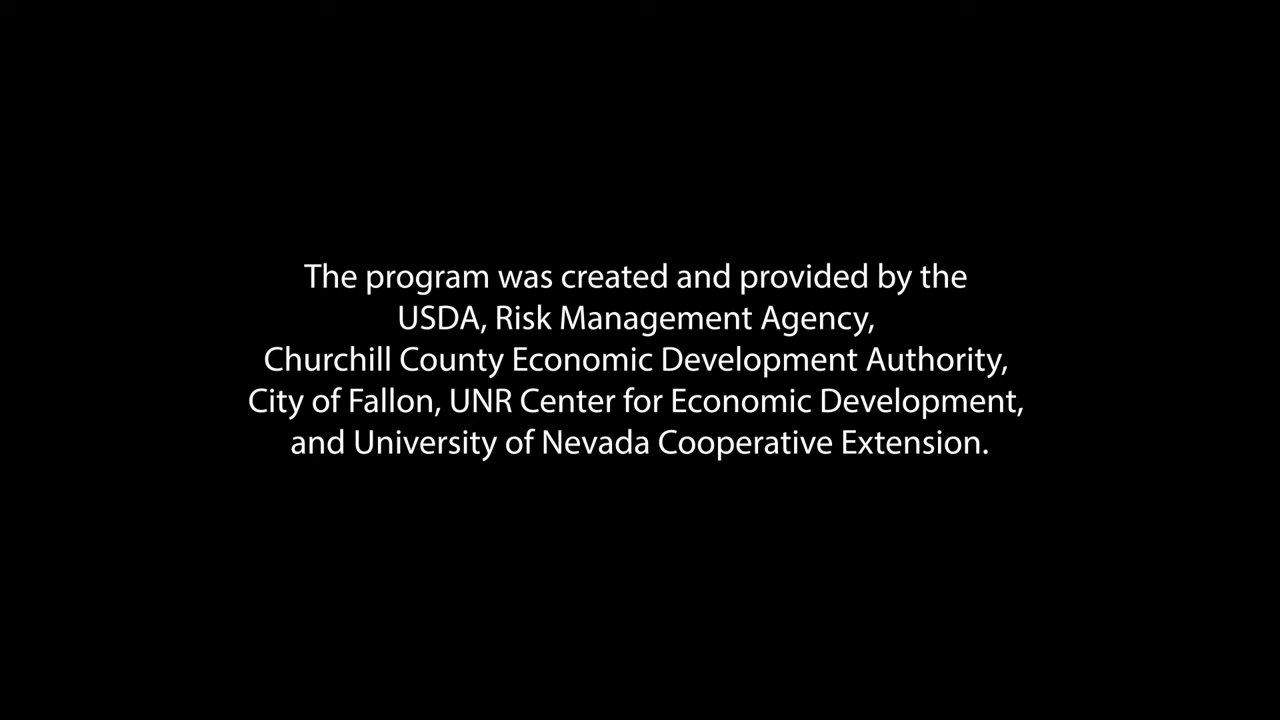 The program was created and provided by the
USDA, Risk Management Agency,
Churchill County Economic Development Authority,
City of Fallon, UNR Center for Economic Development,
and University of Nevada Cooperative Extension.